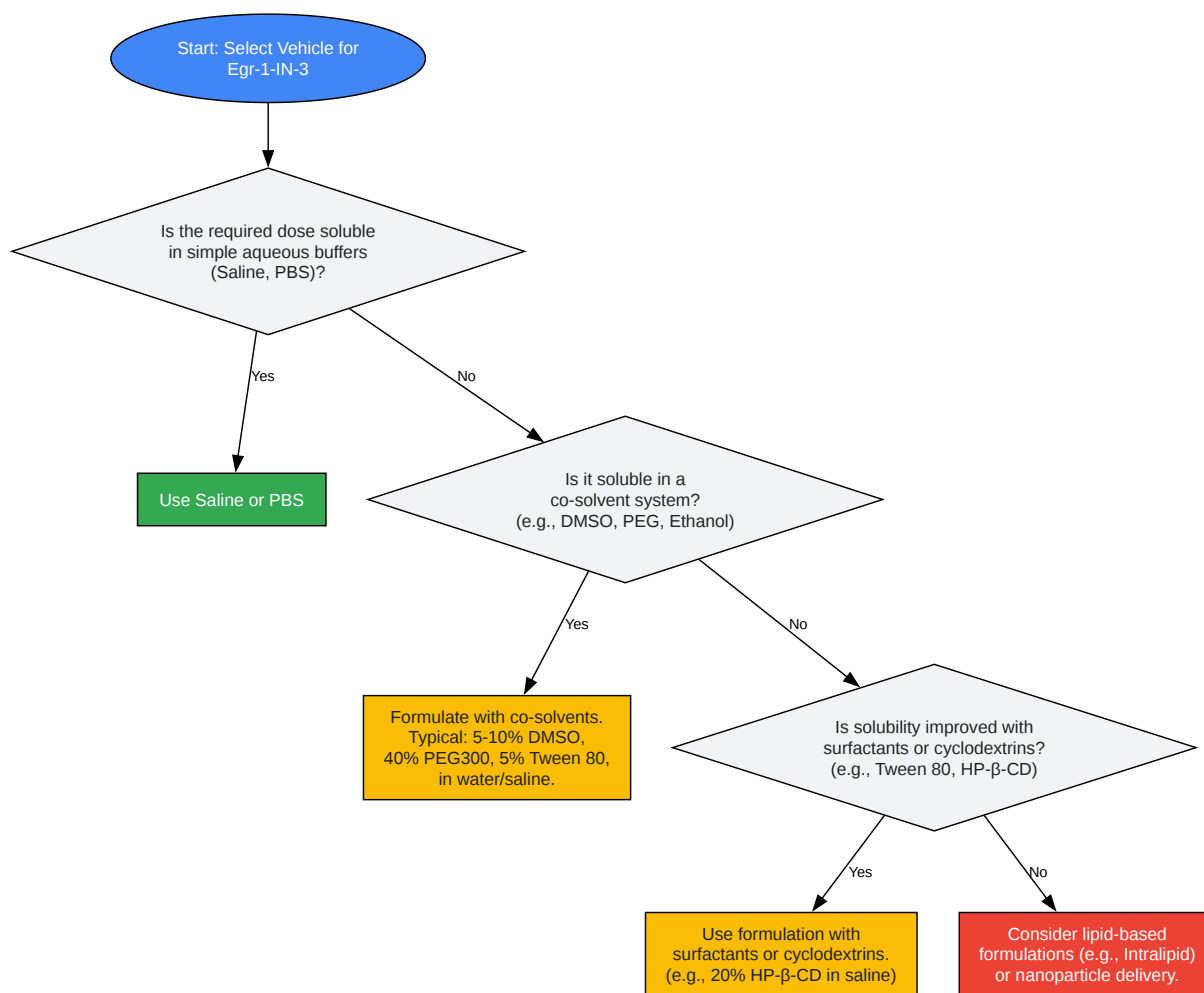 Start: Select Vehicle for
Egr-1-IN-3
Is the required dose soluble
in simple aqueous buffers
(Saline, PBS)?
Yes
No
Use Saline or PBS
Is it soluble in a
co-solvent system?
(e.g., DMSO, PEG, Ethanol)
Yes
No
Formulate with co-solvents.
Typical: 5-10% DMSO,
40% PEG300, 5% Tween 80,
in water/saline.
Is solubility improved with
surfactants or cyclodextrins?
(e.g., Tween 80, HP-β-CD)
Yes
No
Use formulation with
surfactants or cyclodextrins.
(e.g., 20% HP-β-CD in saline)
Consider lipid-based
formulations (e.g., Intralipid)
or nanoparticle delivery.